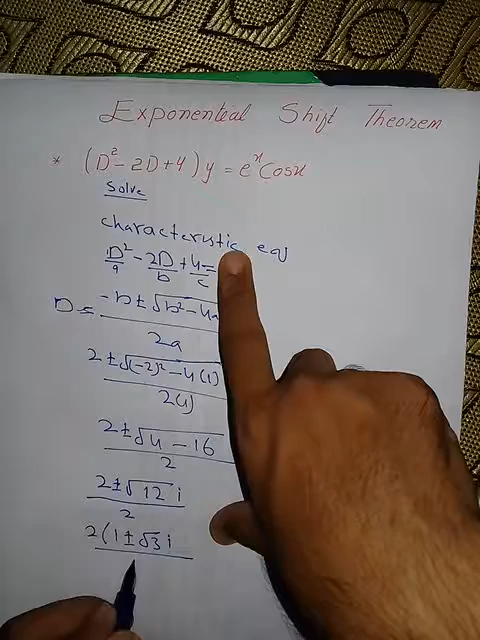 Exponential Shift Theorem
* (D² - 2D + 4) y = eˣ Cosx
Solve
characteristic eq
D² - 2D + 4 =
a b c
D = -b ± √b² - 4a
2a
2 ± √(-2)² - 4(1)
2(1)
2 ± √4 - 16
2
2 ± √12 i
2
2(1 ± √3 i